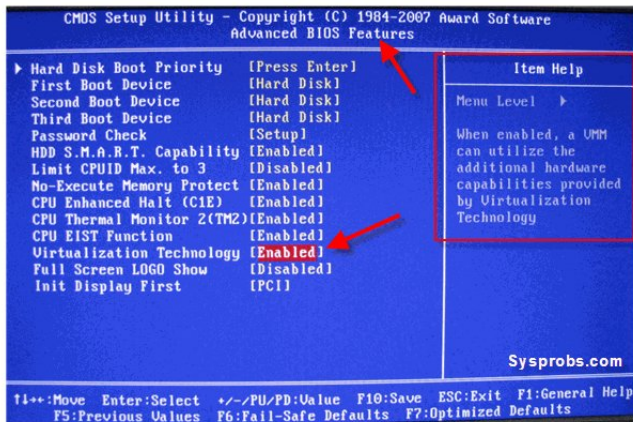 CMOS Setup Utility - Copyright (C) 1984-2007 Award Software
Advanced BIOS Features
Hard Disk Boot Priority [Press Enter]
First Boot Device [Hard Disk]
Second Boot Device [Hard Disk]
Third Boot Device [Hard Disk]
Password Check [Setup]
HDD S.M.A.R.T. Capability [Enabled]
Limit CPUID Max. to 3 [Disabled]
No-Execute Memory Protect [Enabled]
CPU Enhanced Halt (C1E) [Enabled]
CPU Thermal Monitor 2(TM2)[Enabled]
CPU EIST Function [Enabled]
Virtualization Technology [Enabled]
Full Screen LOGO Show [Disabled]
Init Display First [PCI]
Item Help
Menu Level ▶
When enabled, a VMM
can utilize the
additional hardware
capabilities provided
by Virtualization
Technology
Sysprobs.com
↑↓→←:Move Enter:Select +/-/PU/PD:Value F10:Save ESC:Exit F1:General Help
F5:Previous Values F6:Fail-Safe Defaults F7:Optimized Defaults